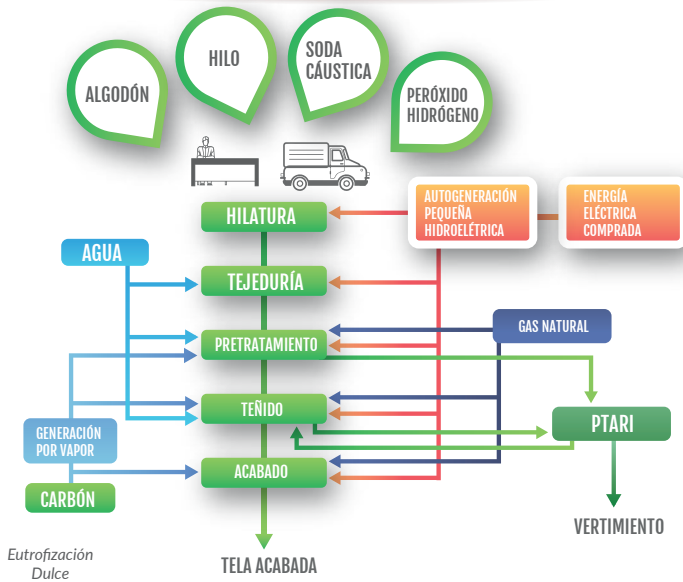 ALGODÓN
HILO
SODA
CÁUSTICA
PERÓXIDO
HIDRÓGENO
AUTOGENERACIÓN
PEQUEÑA
HIDROELÉTRICA
ENERGÍA
ELÉCTRICA
COMPRADA
HILATURA
AGUA
TEJEDURÍA
GAS NATURAL
PRETRATAMIENTO
TEÑIDO
PTARI
GENERACIÓN
POR VAPOR
ACABADO
CARBÓN
VERTIMIENTO
Eutrofización
Dulce
TELA ACABADA